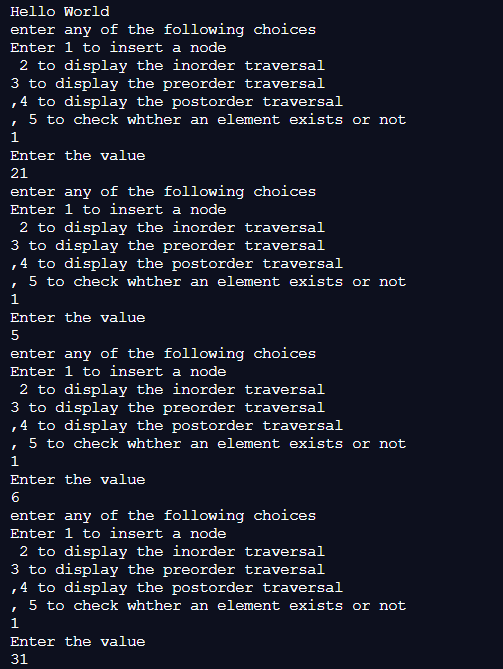 Hello World
enter any of the following choices
Enter 1 to insert a node
 2 to display the inorder traversal
3 to display the preorder traversal
,4 to display the postorder traversal
, 5 to check whther an element exists or not
1
Enter the value
21
enter any of the following choices
Enter 1 to insert a node
 2 to display the inorder traversal
3 to display the preorder traversal
,4 to display the postorder traversal
, 5 to check whther an element exists or not
1
Enter the value
5
enter any of the following choices
Enter 1 to insert a node
 2 to display the inorder traversal
3 to display the preorder traversal
,4 to display the postorder traversal
, 5 to check whther an element exists or not
1
Enter the value
6
enter any of the following choices
Enter 1 to insert a node
 2 to display the inorder traversal
3 to display the preorder traversal
,4 to display the postorder traversal
, 5 to check whther an element exists or not
1
Enter the value
31